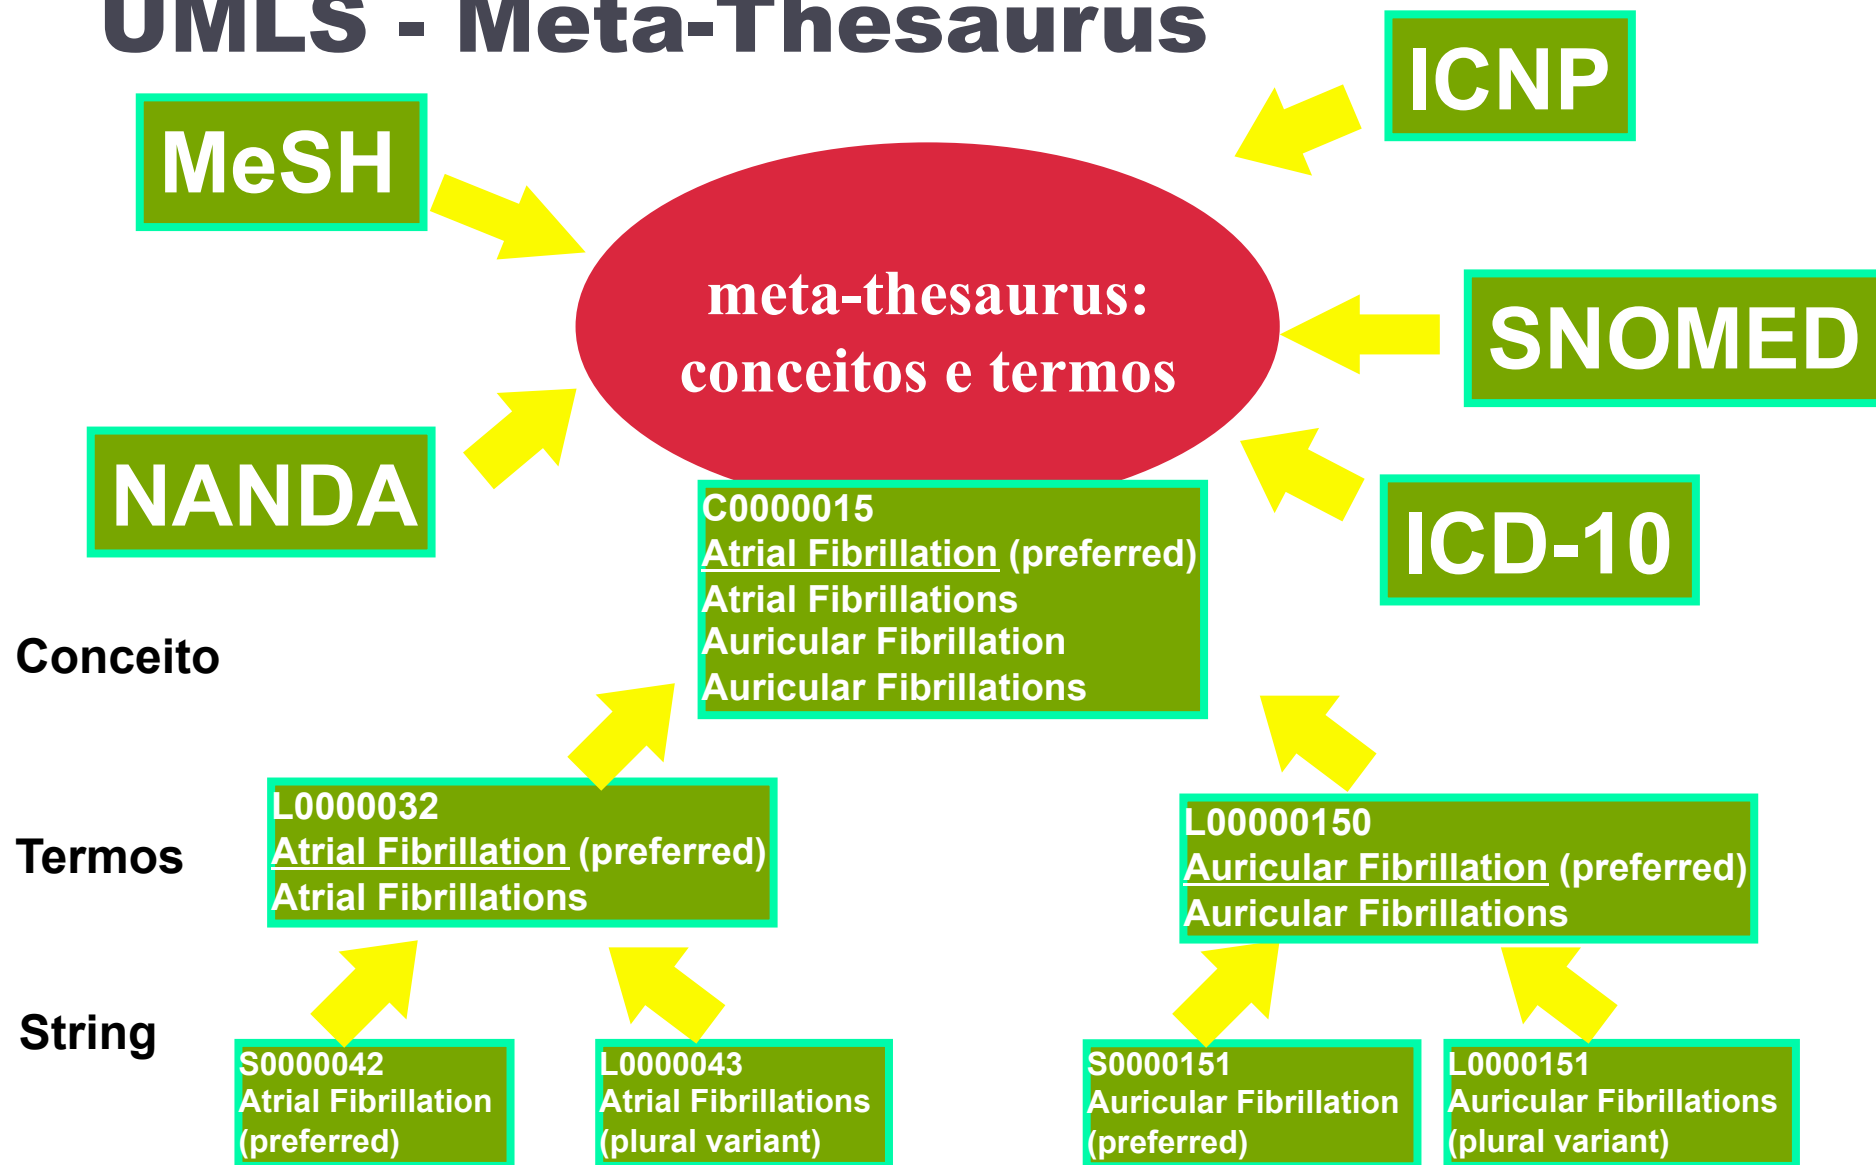 UMLS - Meta-Thesaurus
ICNP
MeSH
meta-thesaurus:
conceitos e termos
SNOMED
NANDA
ICD-10
C0000015
Atrial Fibrillation (preferred)
Atrial Fibrillations
Auricular Fibrillation
Auricular Fibrillations
Conceito
Termos
L0000032
Atrial Fibrillation (preferred)
Atrial Fibrillations
L00000150
Auricular Fibrillation (preferred)
Auricular Fibrillations
String
S0000042
Atrial Fibrillation
(preferred)
L0000043
Atrial Fibrillations
(plural variant)
S0000151
Auricular Fibrillation
(preferred)
L0000151
Auricular Fibrillations
(plural variant)